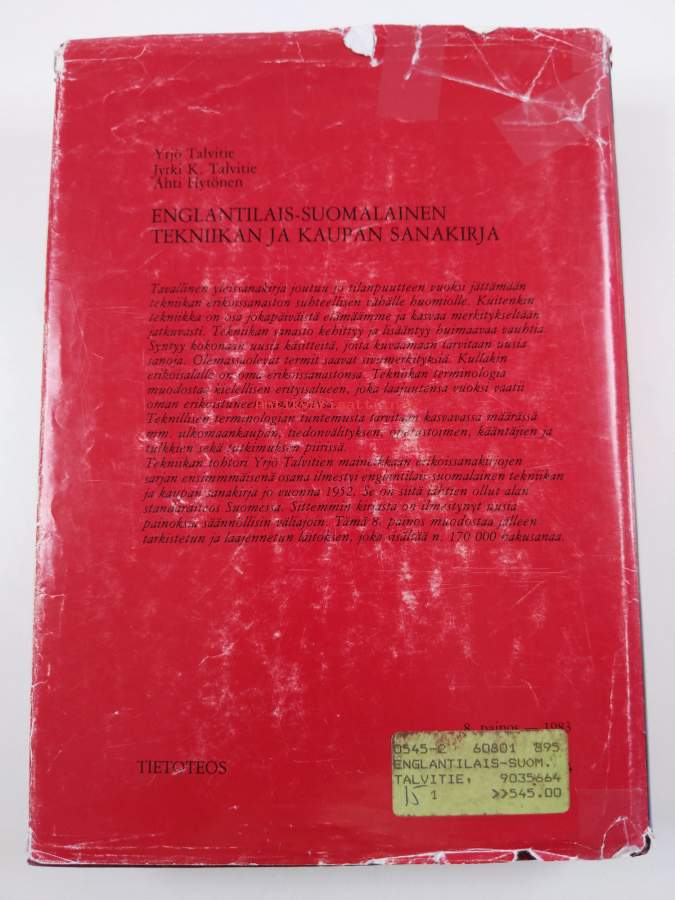 Yrjö Talvitie
Jyrki K. Talvitie
Ahti Hytönen
ENGLANTILAIS-SUOMALAINEN
TEKNIIKAN JA KAUPAN SANAKIRJA
Tavallinen yleissanakirja joutuu jo tilanpuutteen vuoksi jättämään
tekniikan erikoissanaston suhteellisen vähälle huomiolle. Kuitenkin
tekniikka on osa jokapäiväistä elämäämme ja kasvaa merkitykseltään
jatkuvasti. Tekniikan sanasto kehittyy ja lisääntyy huimaavaa vauhtia.
Syntyy kokonaan uusia käsitteitä, joita kuvaamaan tarvitaan uusia
sanoja. Olemassaolevat termit saavat sivumerkityksiä. Kullakin
erikoisalalla on oma erikoissanastonsa. Tekniikan terminologia
muodostaa kielellisen erityisalueen, joka laajuutensa vuoksi vaatii
oman erikoistuneen
Teknillisen terminologian tuntemusta tarvitaan kasvavassa määrässä
mm. ulkomaankaupan, tiedonvälityksen, opetustoimen, kääntäjien ja
tulkkien sekä tutkimuksen piirissä.
Tekniikan tohtori Yrjö Talvitien maineikkaan erikoissanakirjojen
sarjan ensimmmäisenä osana ilmestyi englantilais-suomalainen tekniikan
ja kaupan sanakirja jo vuonna 1952. Se on siitä lähtien ollut alan
standarditeos Suomessa. Sittemmin kirjasta on ilmestynyt uusia
painoksia säännöllisin väliajoin. Tämä 8. painos muodostaa jälleen
tarkistetun ja laajennetun laitoksen, joka sisältää n. 170 000 hakusanaa.
8. painos — 1983
0545-2 60801 895
ENGLANTILAIS-SUOM.
TALVITIE, 9035664
15 1 >>545.00
TIETOTEOS